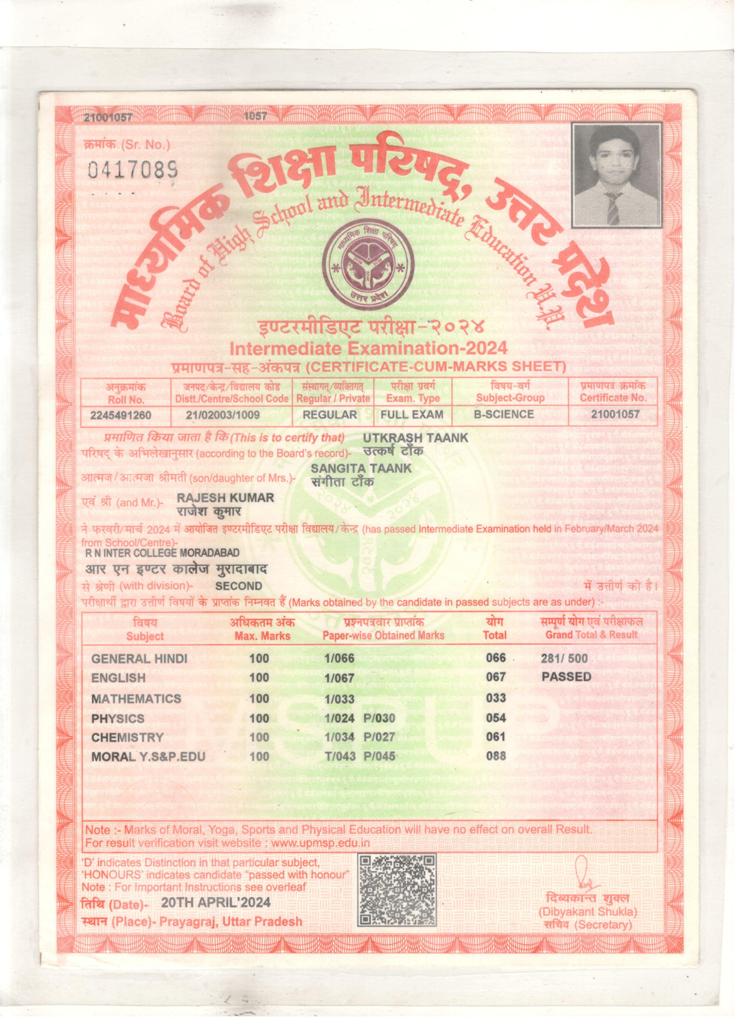 21001057 1057
क्रमांक (Sr. No.)
0417089
माध्यमिक शिक्षा परिषद्, उत्तर प्रदेश
Board of High School and Intermediate Education U.P.
माध्यमिक शिक्षा परिषद्
उत्तर प्रदेश
इण्टरमीडिएट परीक्षा-२०२४
Intermediate Examination-2024
प्रमाणपत्र-सह-अंकपत्र (CERTIFICATE-CUM-MARKS SHEET)
अनुक्रमांक जनपद/केन्द्र/विद्यालय कोड संस्थागत/व्यक्तिगत परीक्षा प्रवर्ग विषय-वर्ग प्रमाणपत्र क्रमांक
Roll No. Distt./Centre/School Code Regular / Private Exam. Type Subject-Group Certificate No.
2245491260 21/02003/1009 REGULAR FULL EXAM B-SCIENCE 21001057
प्रमाणित किया जाता है कि (This is to certify that) UTKRASH TAANK
परिषद् के अभिलेखानुसार (according to the Board's record)- उत्कर्ष टाँक
SANGITA TAANK
आत्मज/आत्मजा श्रीमती (son/daughter of Mrs.)- संगीता टाँक
एवं श्री (and Mr.)- RAJESH KUMAR
राजेश कुमार
ने फरवरी/मार्च 2024 में आयोजित इण्टरमीडिएट परीक्षा विद्यालय/केन्द्र (has passed Intermediate Examination held in February/March 2024
from School/Centre)-
R N INTER COLLEGE MORADABAD
आर एन इण्टर कालेज मुरादाबाद
से श्रेणी (with division)- SECOND में उत्तीर्ण की है।
परीक्षार्थी द्वारा उत्तीर्ण विषयों के प्राप्तांक निम्नवत हैं (Marks obtained by the candidate in passed subjects are as under) :-
विषय अधिकतम अंक प्रश्नपत्रवार प्राप्तांक योग सम्पूर्ण योग एवं परीक्षाफल
Subject Max. Marks Paper-wise Obtained Marks Total Grand Total & Result
GENERAL HINDI 100 1/066 066 281/ 500
ENGLISH 100 1/067 067 PASSED
MATHEMATICS 100 1/033 033
PHYSICS 100 1/024 P/030 054
CHEMISTRY 100 1/034 P/027 061
MORAL Y.S&P.EDU 100 T/043 P/045 088
MSPUP
Note :- Marks of Moral, Yoga, Sports and Physical Education will have no effect on overall Result.
For result verification visit website : www.upmsp.edu.in
'D' indicates Distinction in that particular subject,
'HONOURS' indicates candidate "passed with honour"
Note : For Important Instructions see overleaf
तिथि (Date)- 20TH APRIL'2024
स्थान (Place)- Prayagraj, Uttar Pradesh
दिव्यकान्त शुक्ल
(Dibyakant Shukla)
सचिव (Secretary)